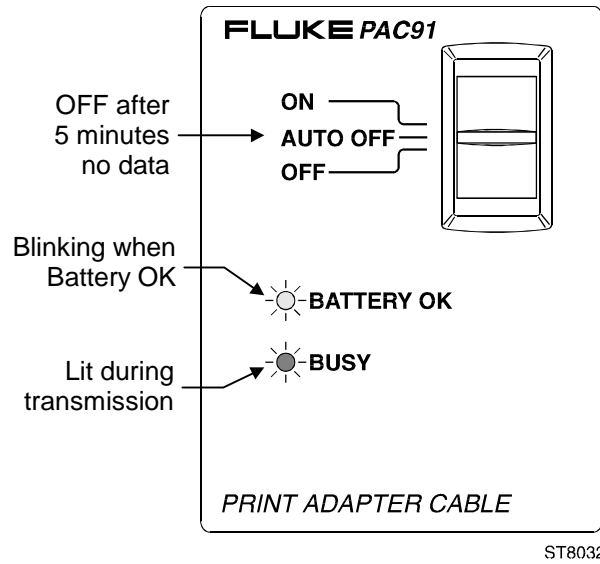 FLUKE PAC91
OFF after
5 minutes
no data
ON
AUTO OFF
OFF
Blinking when
Battery OK
BATTERY OK
Lit during
transmission
BUSY
PRINT ADAPTER CABLE
ST8032